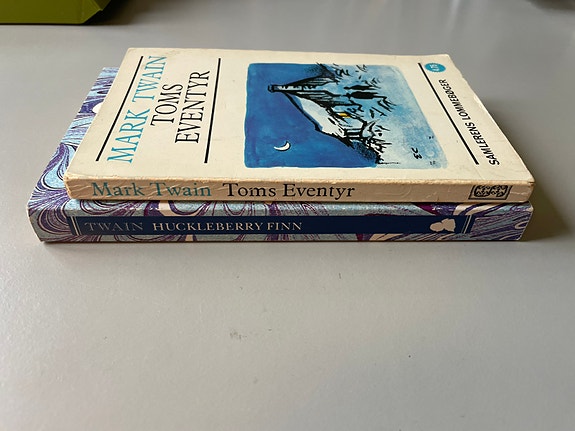 MARK TWAIN
TOMS
EVENTYR
SAMLERENS LOMMEBØGER
Mark Twain Toms Eventyr
TWAIN HUCKLEBERRY FINN